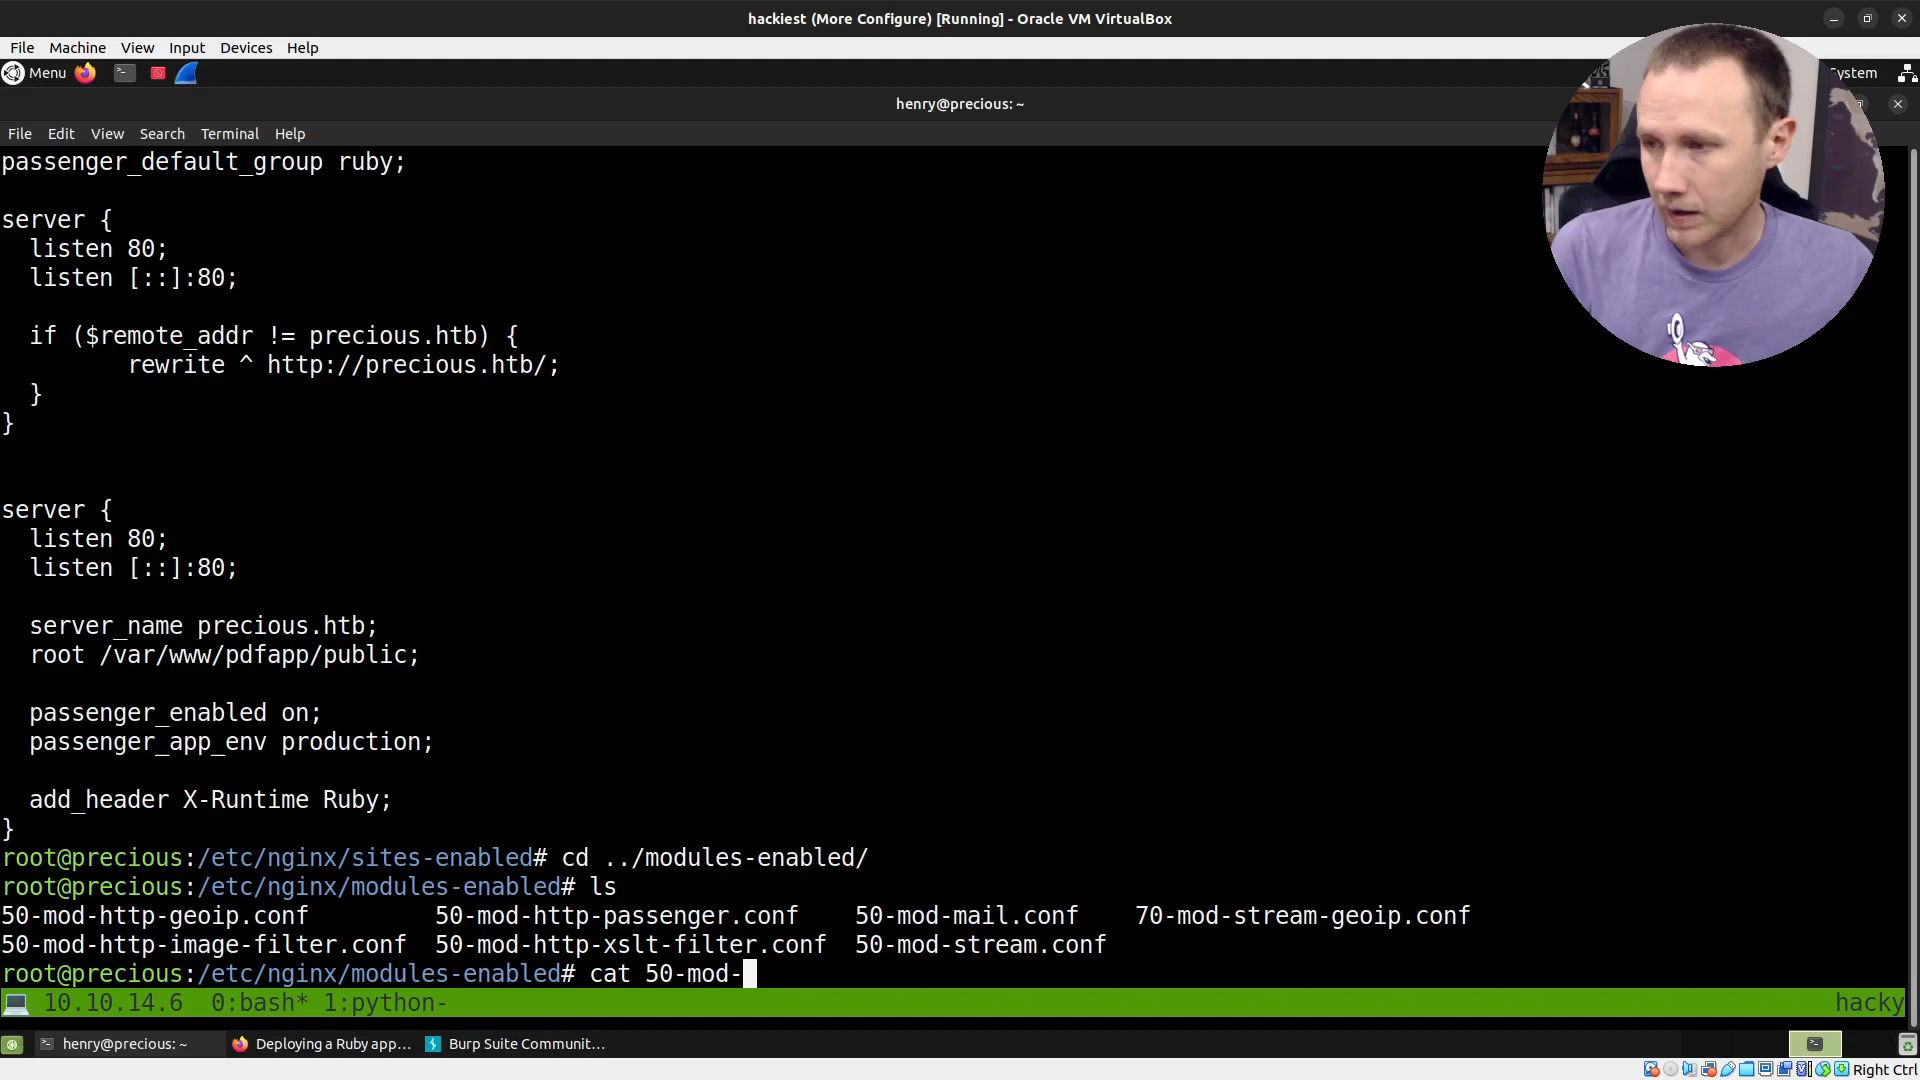 hackiest (More Configure) [Running] - Oracle VM VirtualBox
File Machine View Input Devices Help
Menu
System
henry@precious: ~
File Edit View Search Terminal Help
passenger_default_group ruby;
server {
listen 80;
listen [::]:80;
if ($remote_addr != precious.htb) {
rewrite ^ http://precious.htb/;
}
}
server {
listen 80;
listen [::]:80;
server_name precious.htb;
root /var/www/pdfapp/public;
passenger_enabled on;
passenger_app_env production;
add_header X-Runtime Ruby;
}
root@precious:/etc/nginx/sites-enabled# cd ../modules-enabled/
root@precious:/etc/nginx/modules-enabled# ls
50-mod-http-geoip.conf 50-mod-http-passenger.conf 50-mod-mail.conf 70-mod-stream-geoip.conf
50-mod-http-image-filter.conf 50-mod-http-xslt-filter.conf 50-mod-stream.conf
root@precious:/etc/nginx/modules-enabled# cat 50-mod-
10.10.14.6 0:bash* 1:python- hacky
henry@precious: ~ Deploying a Ruby app... Burp Suite Communit...
Right Ctrl